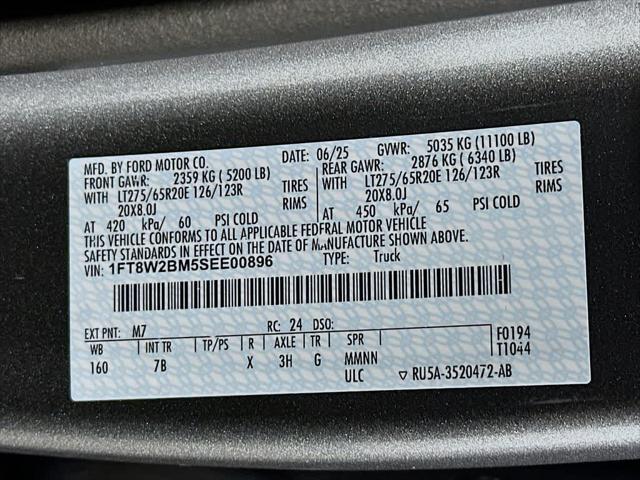 MFD. BY FORD MOTOR CO. DATE: 06/25 GVWR: 5035 KG (11100 LB)
FRONT GAWR: 2359 KG (5200 LB) REAR GAWR: 2876 KG (6340 LB)
WITH LT275/65R20E 126/123R TIRES WITH LT275/65R20E 126/123R TIRES
20X8.0J RIMS 20X8.0J RIMS
AT 420 kPa/ 60 PSI COLD AT 450 kPa/ 65 PSI COLD
THIS VEHICLE CONFORMS TO ALL APPLICABLE FEDERAL MOTOR VEHICLE
SAFETY STANDARDS IN EFFECT ON THE DATE OF MANUFACTURE SHOWN ABOVE.
VIN: 1FT8W2BM5SEE00896 TYPE: Truck
EXT PNT: M7 RC: 24 DSO: F0194
WB INT TR TP/PS R AXLE TR SPR T1044
160 7B X 3H G MMNN
ULC ▽ RU5A-3520472-AB